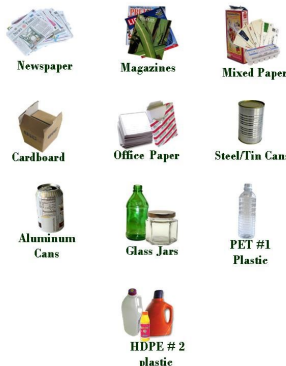 Newspaper
Magazines
Mixed Paper
Cardboard
Office Paper
Steel/Tin Cans
Aluminum
Cans
Glass Jars
PET #1
Plastic
HDPE # 2
plastic